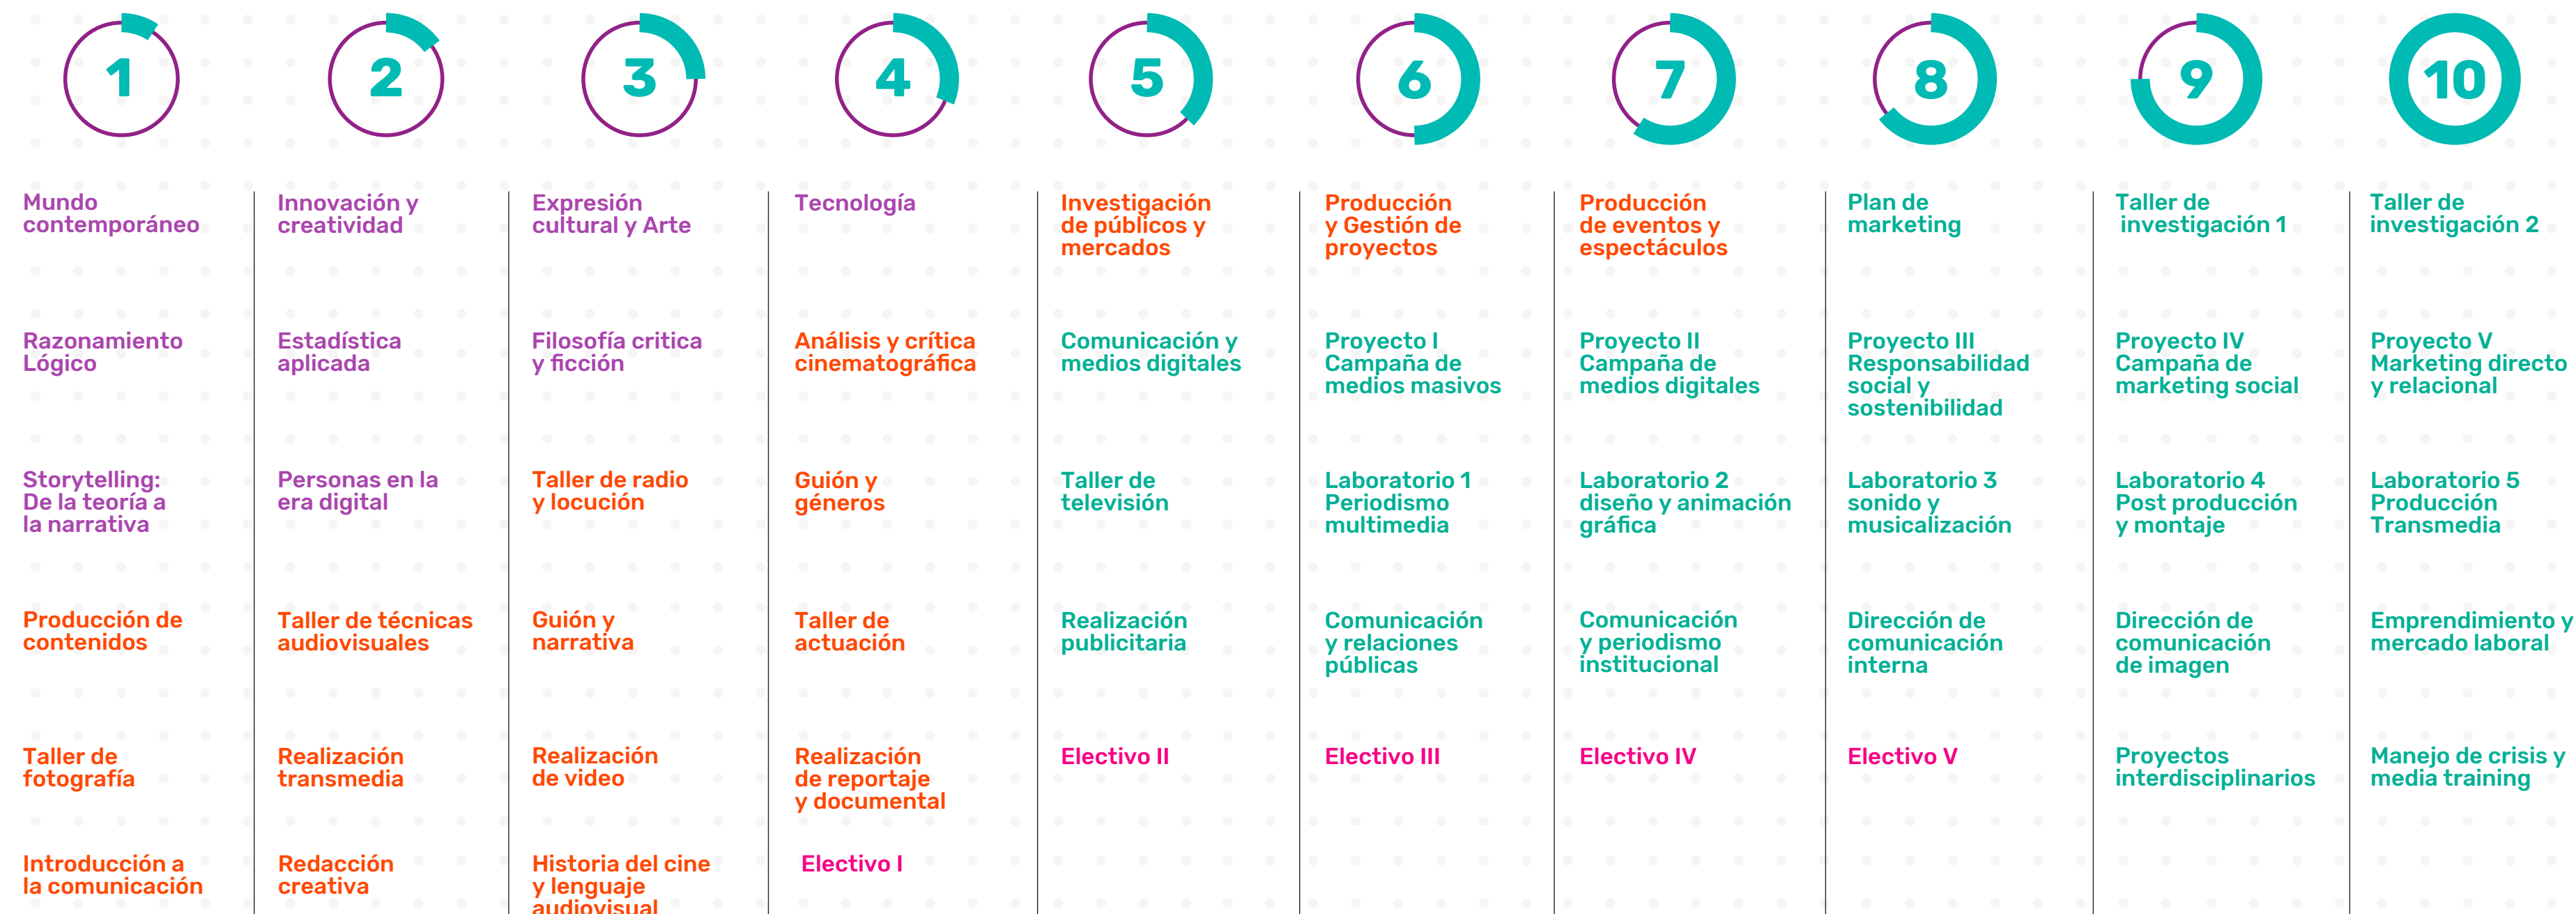 1
2
3
4
5
6
7
8
9
10
Mundo
contemporáneo
Innovación y
creatividad
Expresión
cultural y Arte
Tecnología
Investigación
de públicos y
mercados
Producción
y Gestión de
proyectos
Producción
de eventos y
espectáculos
Plan de
marketing
Taller de
investigación 1
Taller de
investigación 2
Razonamiento
Lógico
Estadística
aplicada
Filosofía critica
y ficción
Análisis y crítica
cinematográfica
Comunicación y
medios digitales
Proyecto I
Campaña de
medios masivos
Proyecto II
Campaña de
medios digitales
Proyecto III
Responsabilidad
social y
sostenibilidad
Proyecto IV
Campaña de
marketing social
Proyecto V
Marketing directo
y relacional
Storytelling:
De la teoría a
la narrativa
Personas en la
era digital
Taller de radio
y locución
Guión y
géneros
Taller de
televisión
Laboratorio 1
Periodismo
multimedia
Laboratorio 2
diseño y animación
gráfica
Laboratorio 3
sonido y
musicalización
Laboratorio 4
Post producción
y montaje
Laboratorio 5
Producción
Transmedia
Producción de
contenidos
Taller de técnicas
audiovisuales
Guión y
narrativa
Taller de
actuación
Realización
publicitaria
Comunicación
y relaciones
públicas
Comunicación
y periodismo
institucional
Dirección de
comunicación
interna
Dirección de
comunicación
de imagen
Emprendimiento y
mercado laboral
Taller de
fotografía
Realización
transmedia
Realización
de video
Realización
de reportaje
y documental
Electivo II
Electivo III
Electivo IV
Electivo V
Proyectos
interdisciplinarios
Manejo de crisis y
media training
Introducción a
la comunicación
Redacción
creativa
Historia del cine
y lenguaje
audiovisual
Electivo I